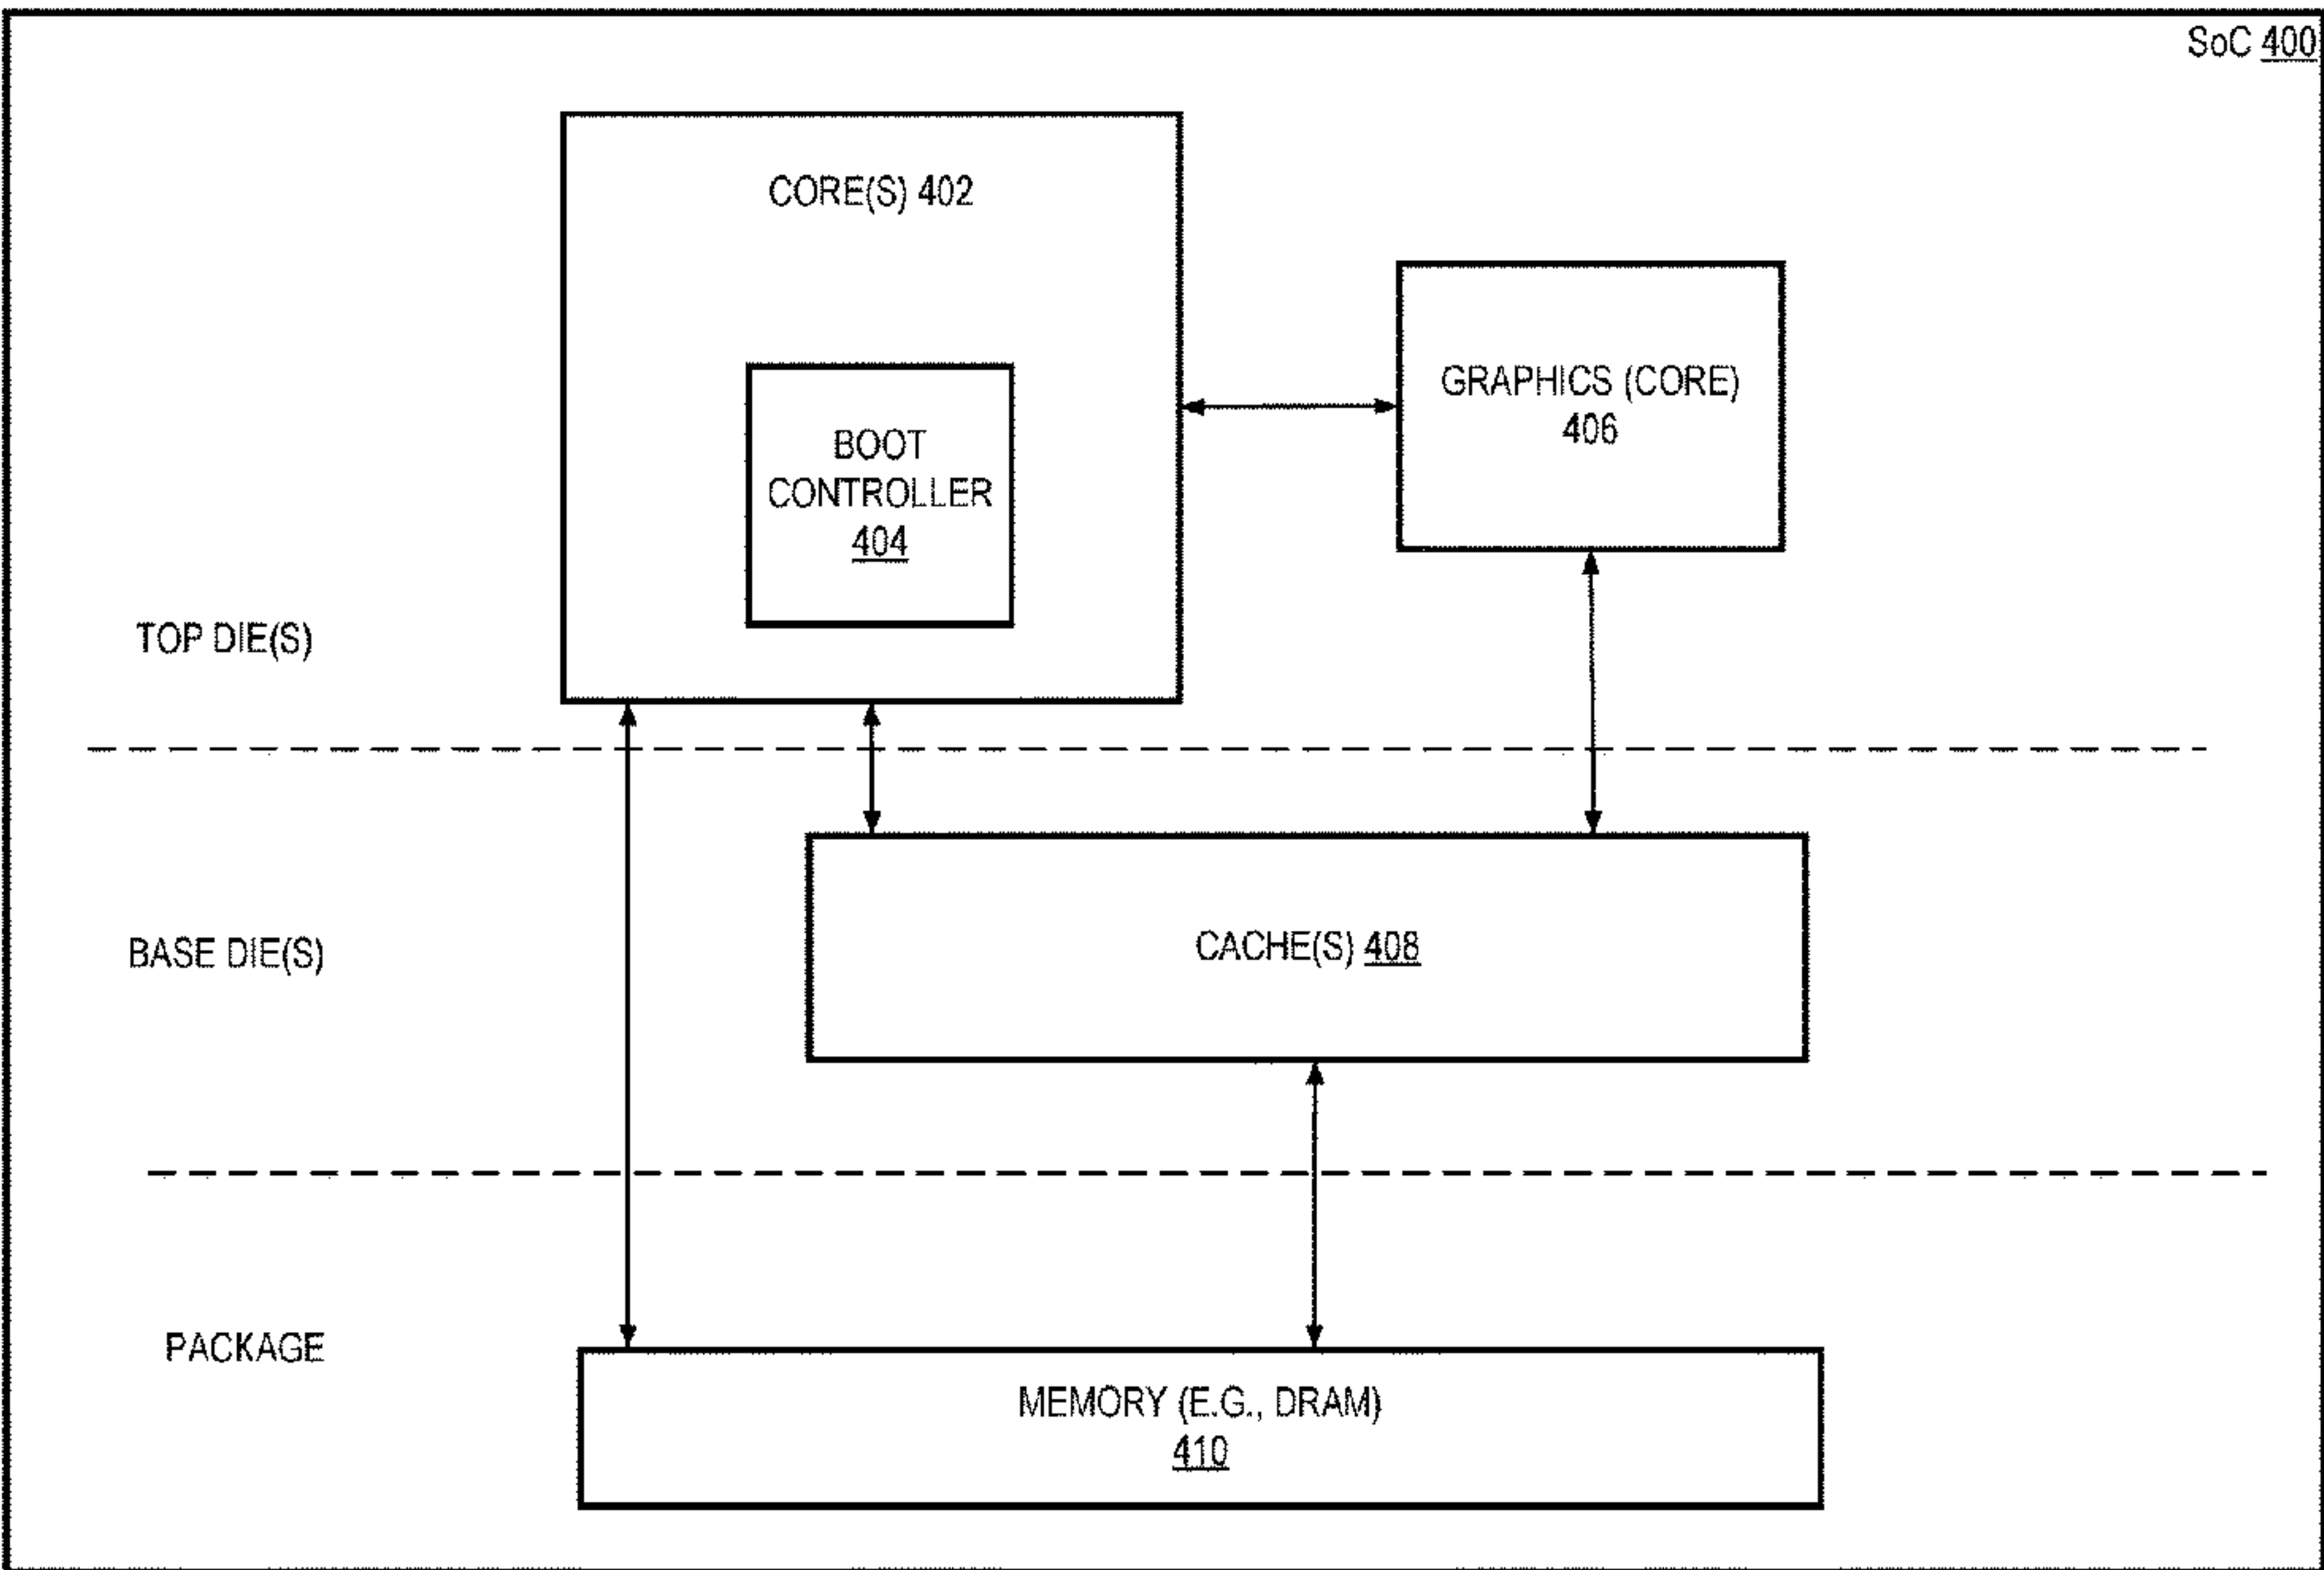 SoC 400
CORE(S) 402
BOOT
CONTROLLER
404
GRAPHICS (CORE)
406
TOP DIE(S)
BASE DIE(S)
CACHE(S) 408
PACKAGE
MEMORY (E.G., DRAM)
410